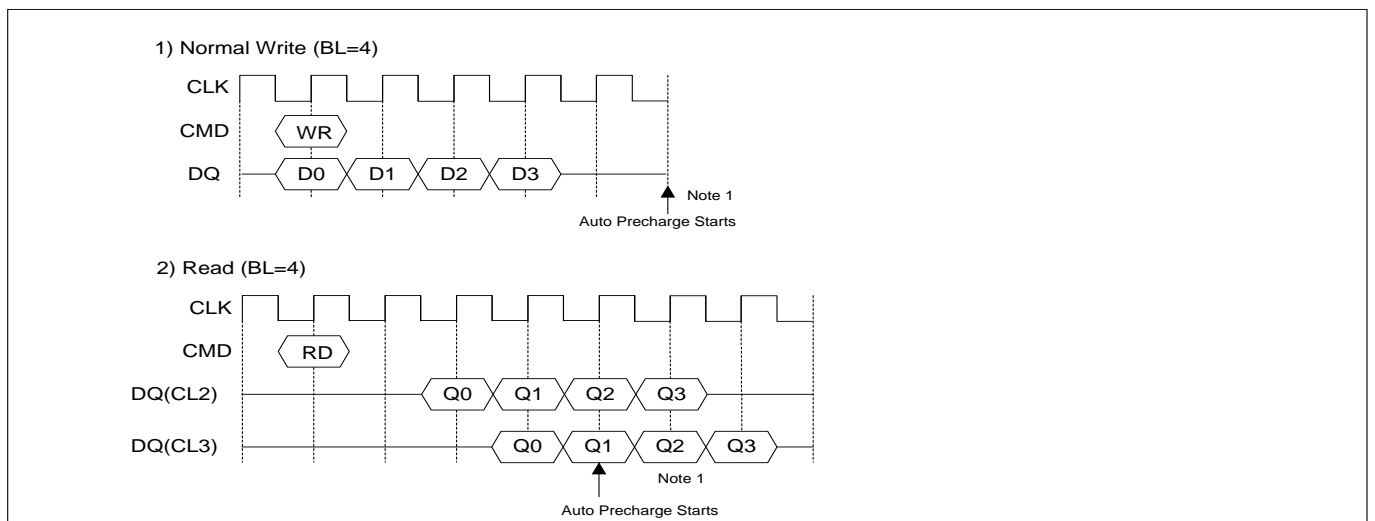 1) Normal Write (BL=4)
CLK
CMD WR
DQ D0 D1 D2 D3
Note 1
Auto Precharge Starts
2) Read (BL=4)
CLK
CMD RD
DQ(CL2) Q0 Q1 Q2 Q3
DQ(CL3) Q0 Q1 Q2 Q3
Note 1
Auto Precharge Starts